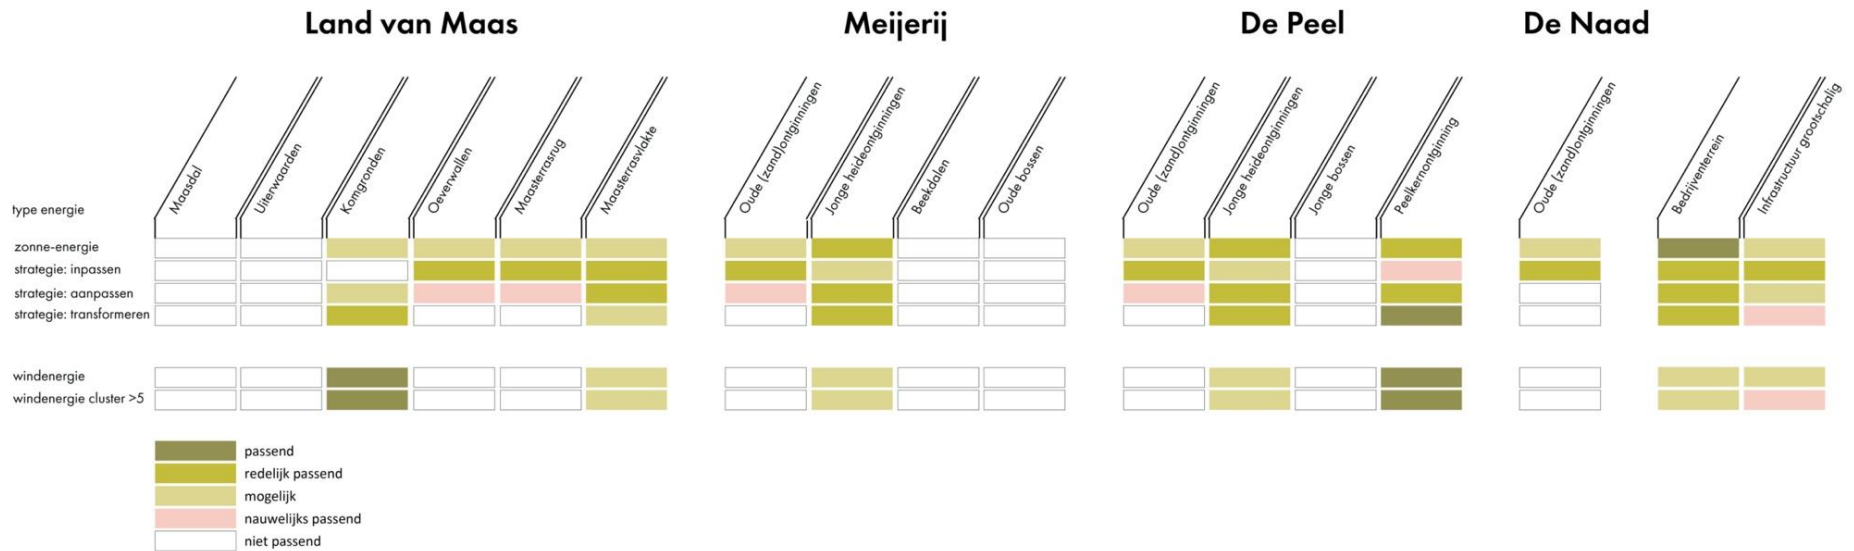 Land van Maas
Meijerij
De Peel
De Naad
Maasdal
Uiterwaarden
Komgronden
Oeverwallen
Maasterrasrug
Maasterrasvlakte
Oude (zand)ontginningen
Jonge heideontginningen
Beekdalen
Oude bossen
Oude (zand)ontginningen
Jonge heideontginningen
Jonge bossen
Peelkernontginning
Oude (zand)ontginningen
Bedrijventerrein
Infrastructuur grootschalig
type energie
zonne-energie
strategie: inpassen
strategie: aanpassen
strategie: transformeren
windenergie
windenergie cluster >5
passend
redelijk passend
mogelijk
nauwelijks passend
niet passend